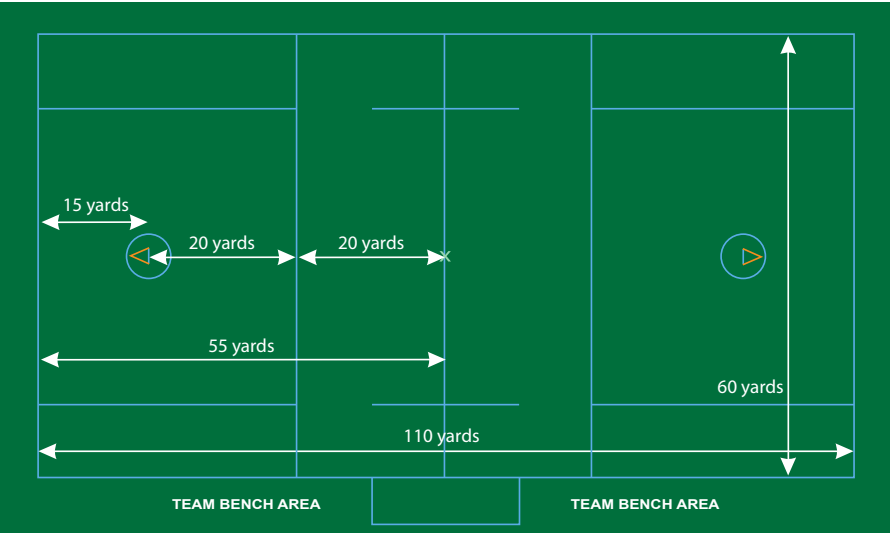 15 yards
20 yards
20 yards
X
55 yards
60 yards
110 yards
TEAM BENCH AREA
TEAM BENCH AREA